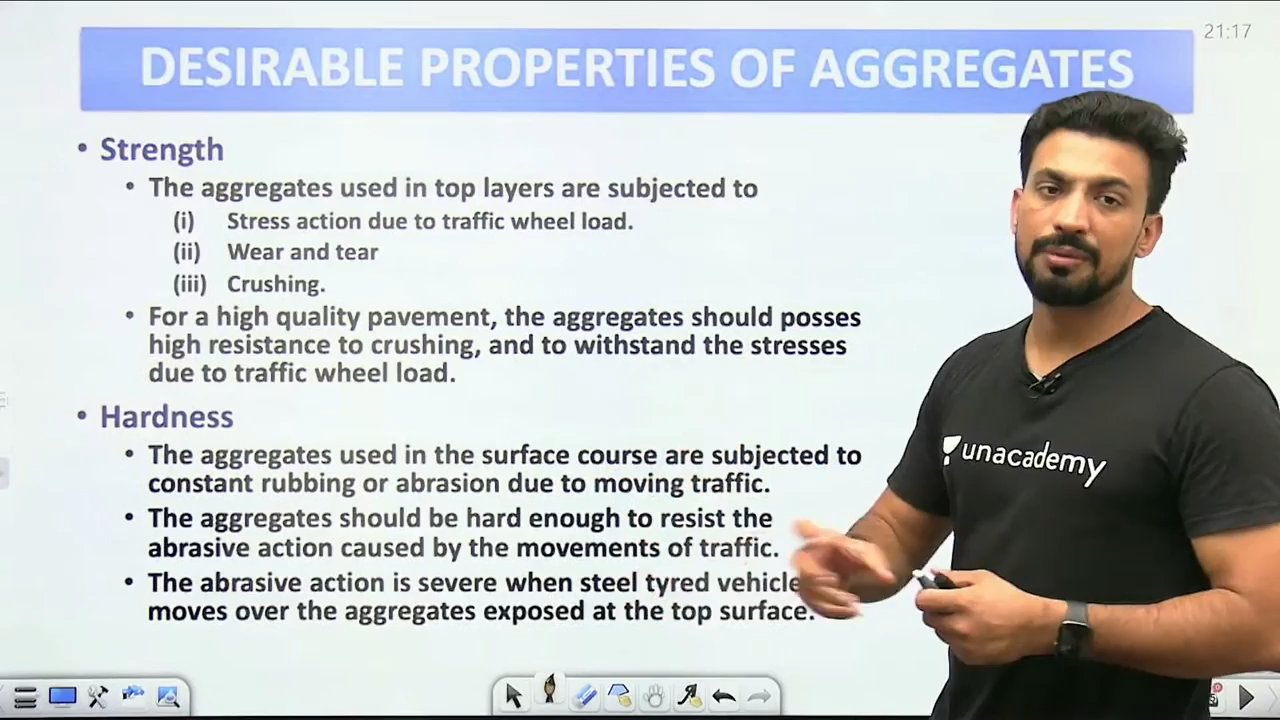 21:17
DESIRABLE PROPERTIES OF AGGREGATES
• Strength
• The aggregates used in top layers are subjected to
(i) Stress action due to traffic wheel load.
(ii) Wear and tear
(iii) Crushing.
• For a high quality pavement, the aggregates should posses
high resistance to crushing, and to withstand the stresses
due to traffic wheel load.
• Hardness
• The aggregates used in the surface course are subjected to
constant rubbing or abrasion due to moving traffic.
• The aggregates should be hard enough to resist the
abrasive action caused by the movements of traffic.
• The abrasive action is severe when steel tyred vehicle
moves over the aggregates exposed at the top surface.
unacademy